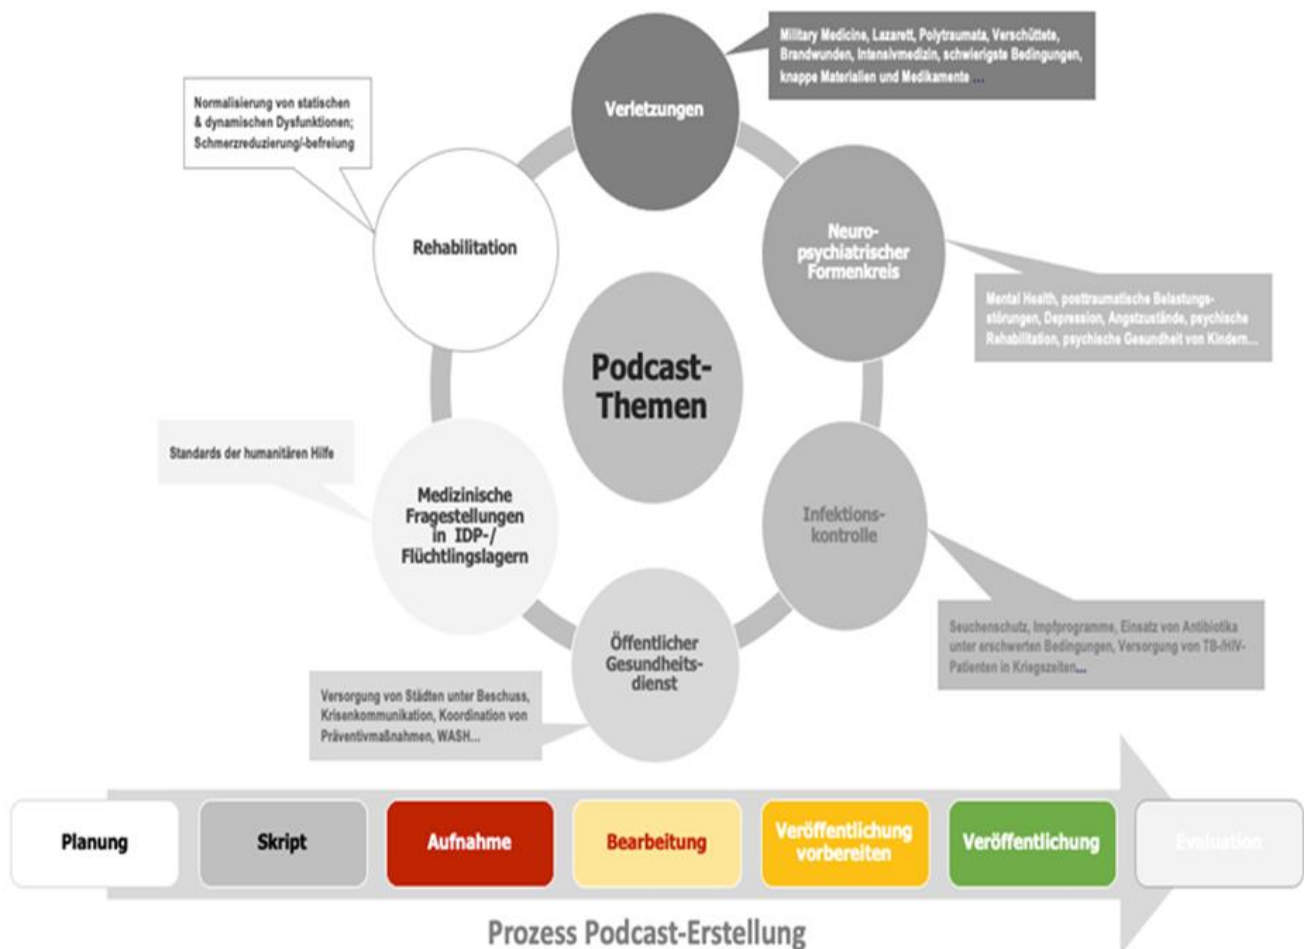 Military Medicine, Lazarett, Polytraumata, Verschüttete,
Brandwunden, Intensivmedizin, schwierigste Bedingungen,
knappe Materialien und Medikamente ...
Verletzungen
Normalisierung von statischen
& dynamischen Dysfunktionen;
Schmerzreduzierung/-befreiung
Rehabilitation
Neuro-
psychiatrischer
Formenkreis
Mental Health, posttraumatische Belastungs-
störungen, Depression, Angstzustände, psychische
Rehabilitation, psychische Gesundheit von Kindern...
Podcast-
Themen
Standards der humanitären Hilfe
Medizinische
Fragestellungen
in IDP-/
Flüchtlingslagern
Infektions-
kontrolle
Seuchenschutz, Impfprogramme, Einsatz von Antibiotika
unter erschwerten Bedingungen, Versorgung von TB-/HIV-
Patienten in Kriegszeiten...
Öffentlicher
Gesundheits-
dienst
Versorgung von Städten unter Beschuss,
Krisenkommunikation, Koordination von
Präventivmaßnahmen, WASH...
Planung
Skript
Aufnahme
Bearbeitung
Veröffentlichung
vorbereiten
Veröffentlichung
Evaluation
Prozess Podcast-Erstellung